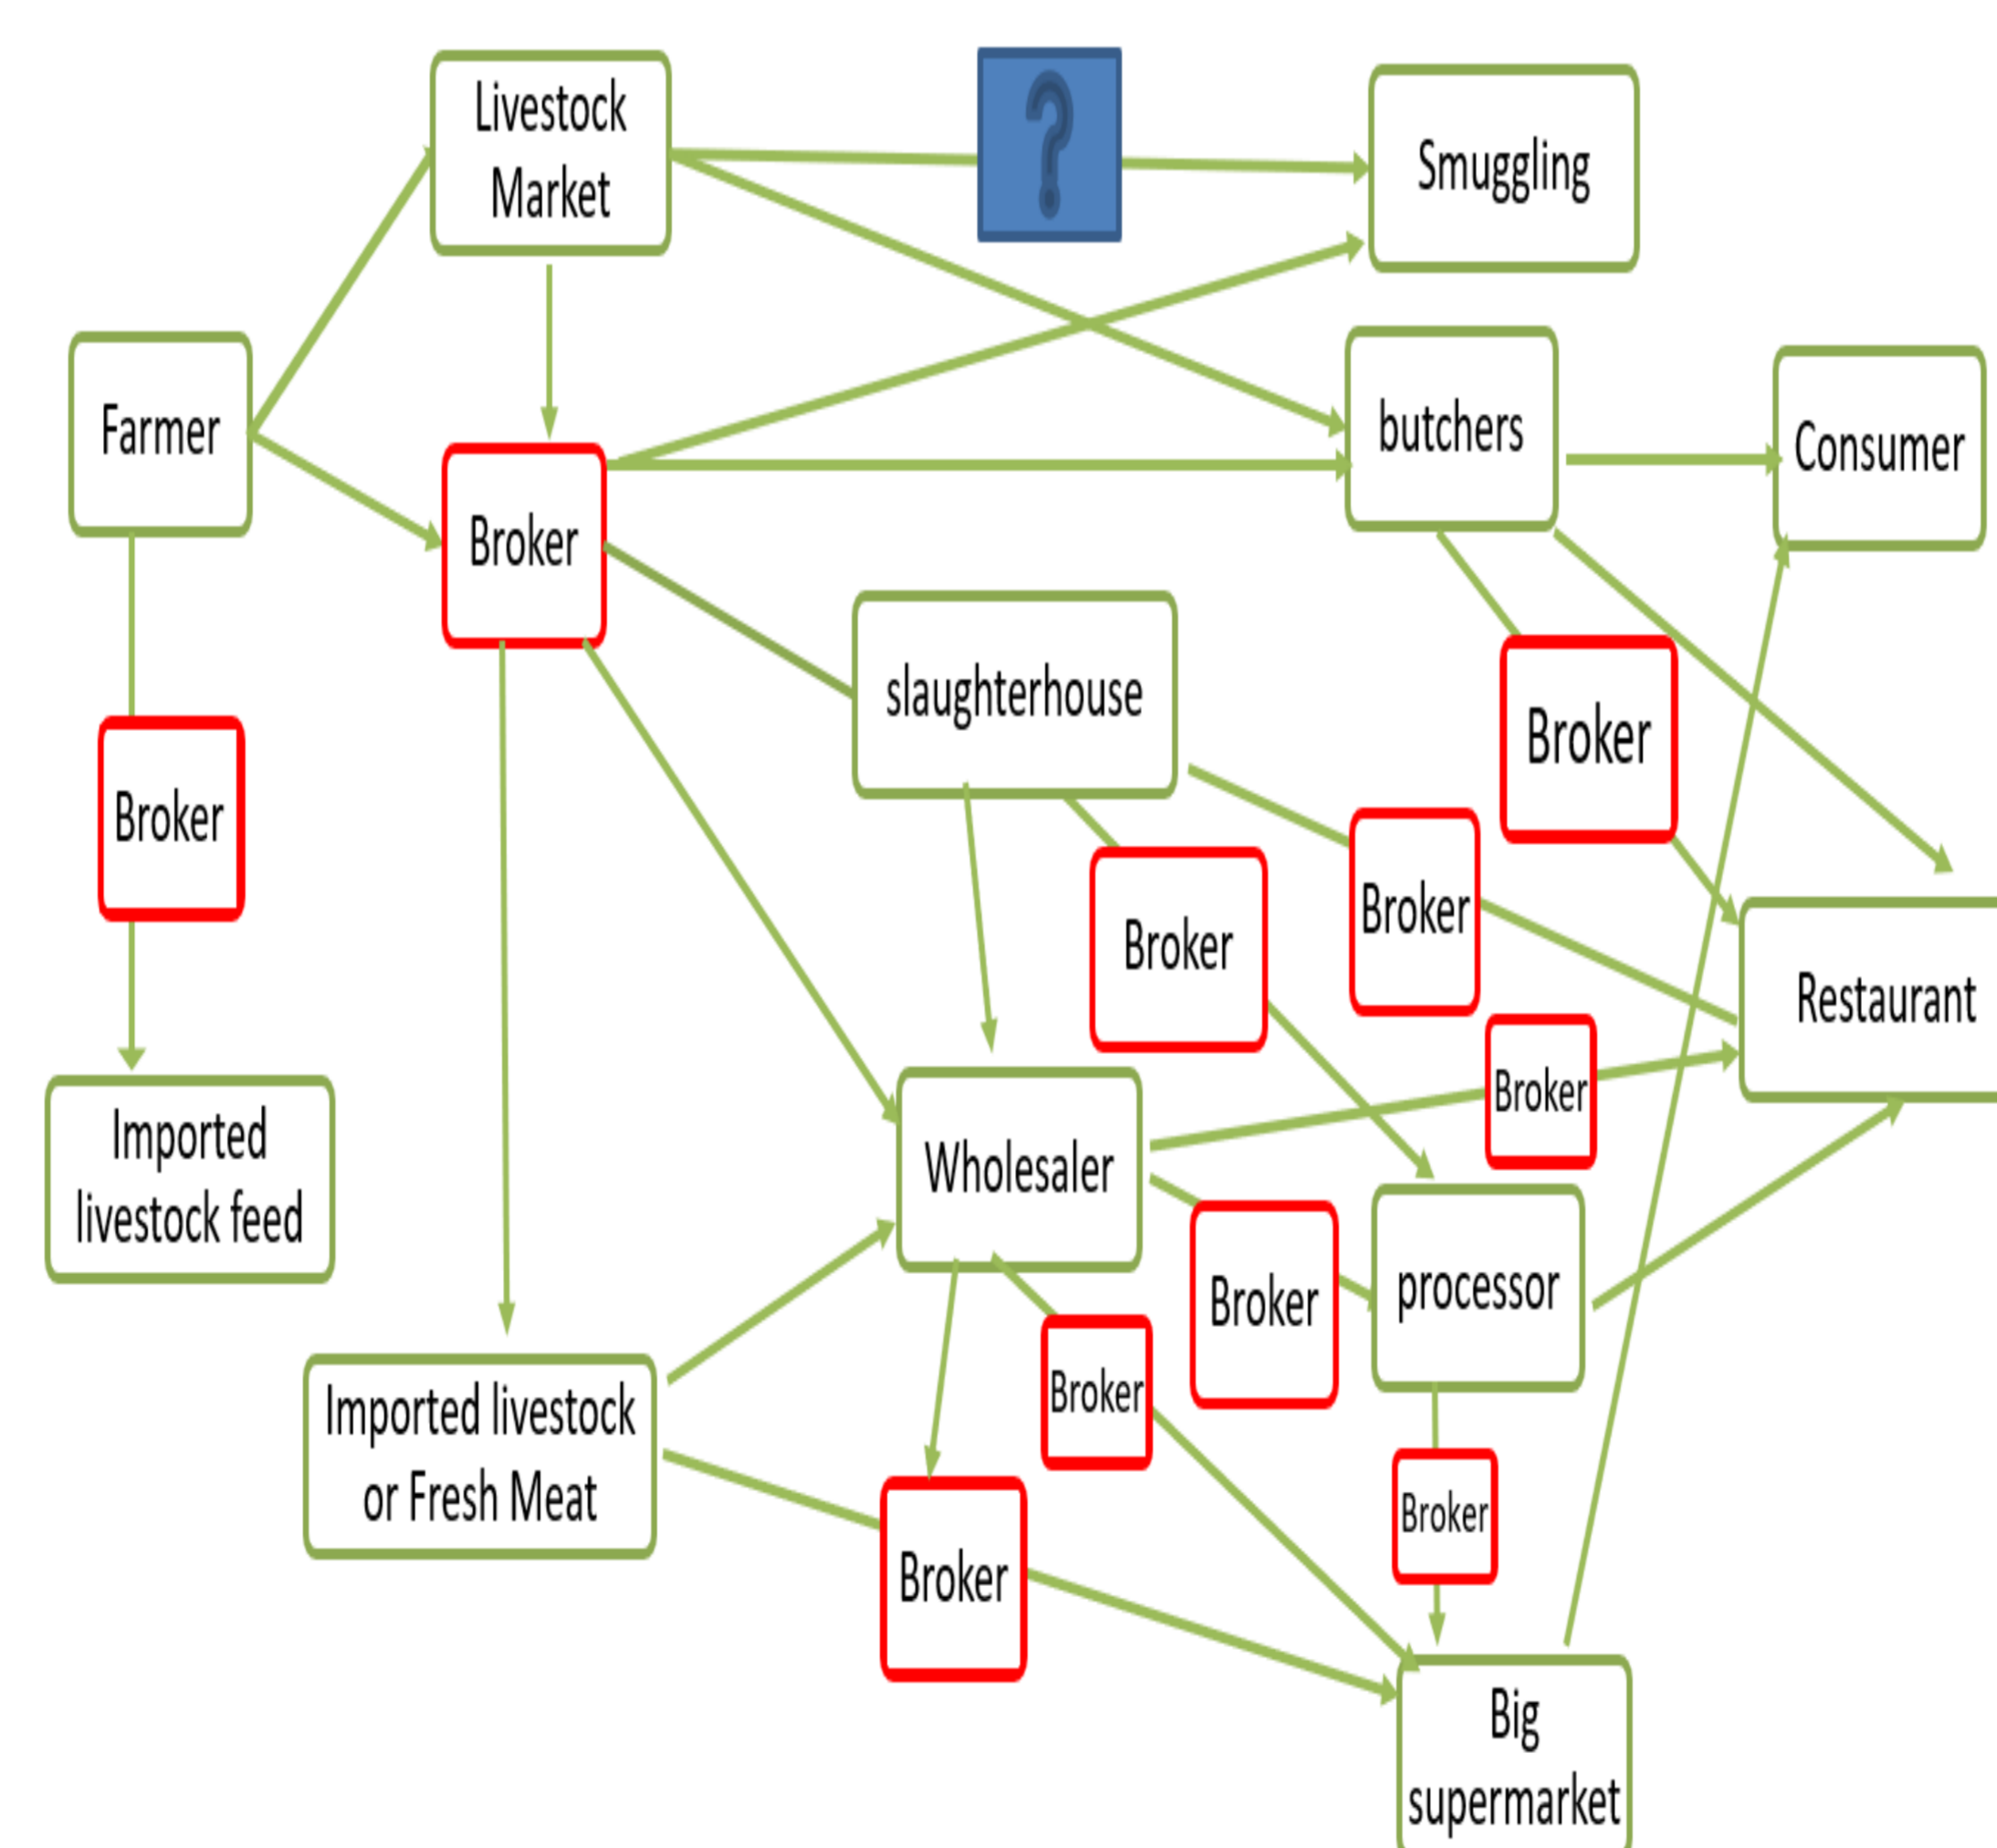 Livestock
Market
?
Smuggling
Farmer
butchers
Consumer
Broker
slaughterhouse
Broker
Broker
Broker
Broker
Restaurant
Broker
Imported
livestock feed
Wholesaler
processor
Broker
Broker
Imported livestock
or Fresh Meat
Broker
Broker
Big
supermarket